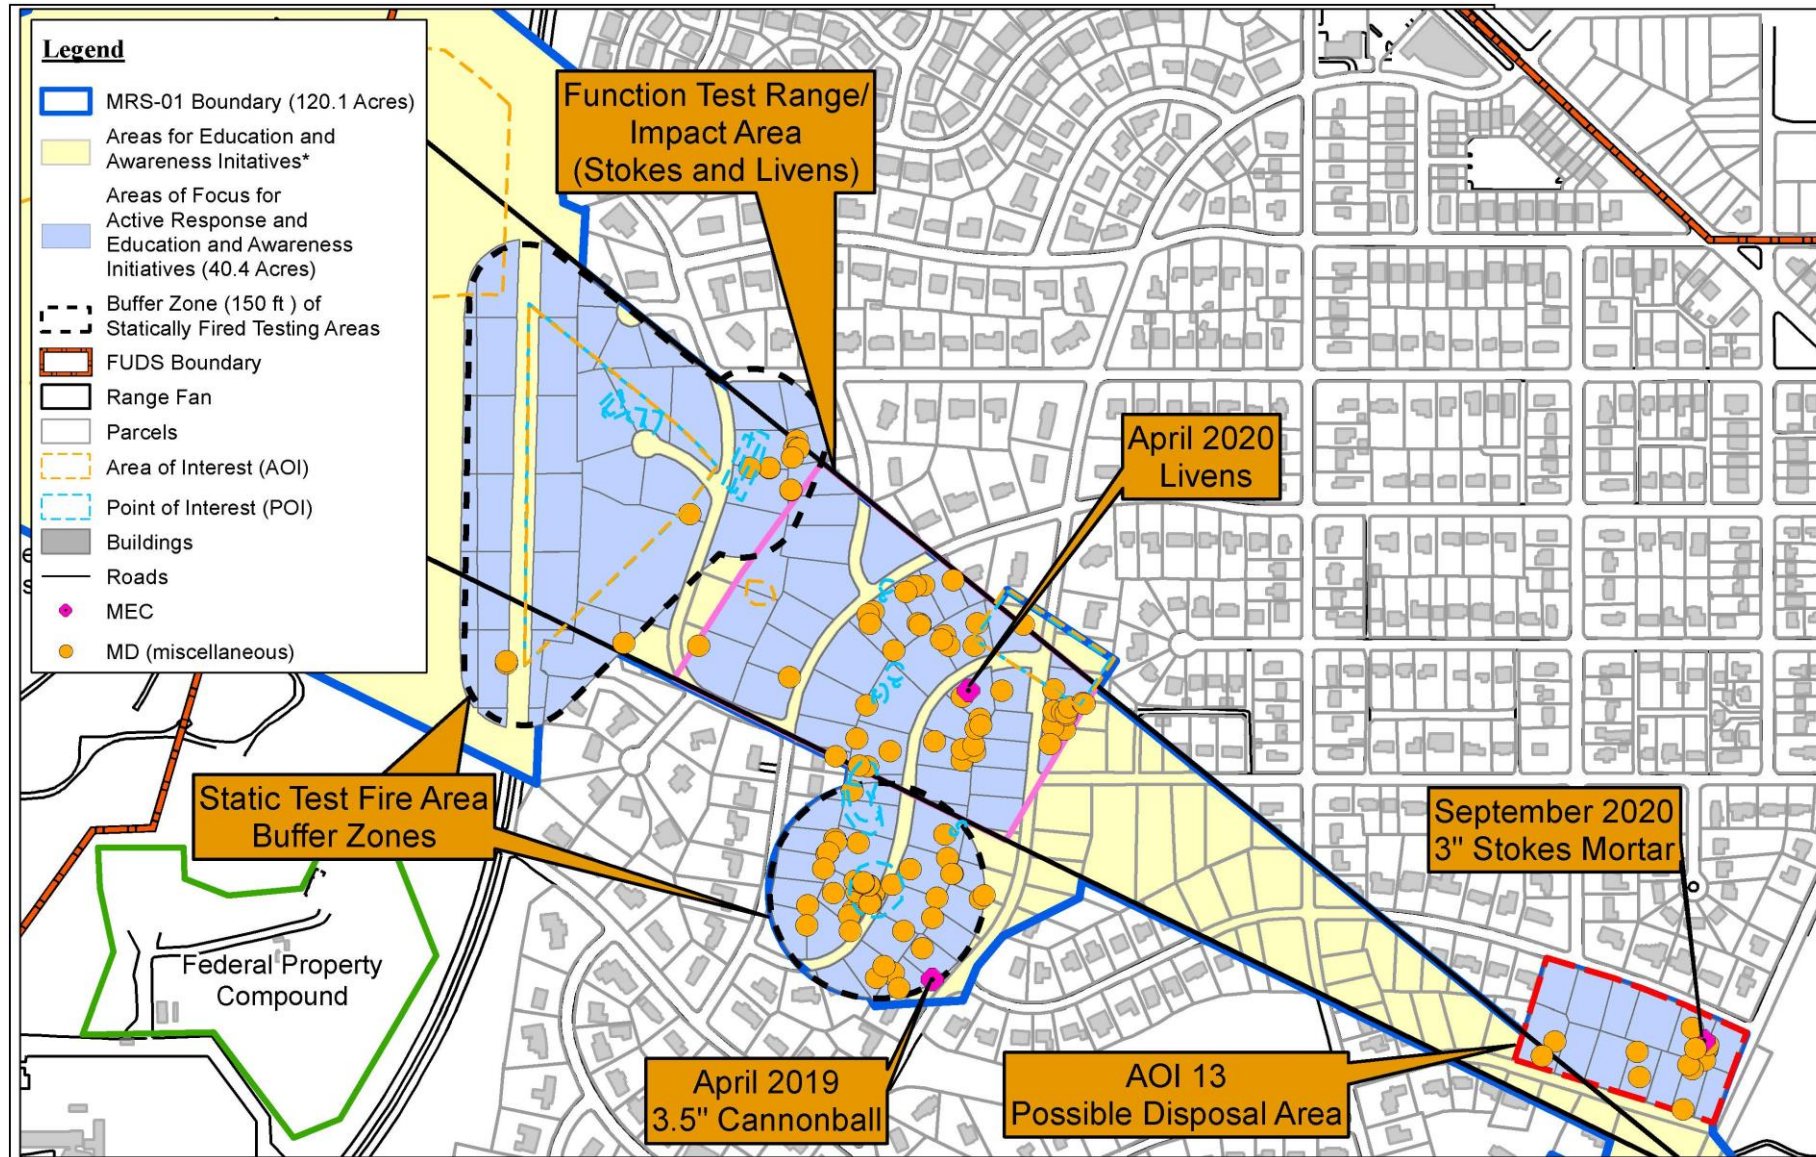 Legend
MRS-01 Boundary (120.1 Acres)
Areas for Education and
Awareness Initatives*
Areas of Focus for
Active Response and
Education and Awareness
Initiatives (40.4 Acres)
Buffer Zone (150 ft ) of
Statically Fired Testing Areas
FUDS Boundary
Range Fan
Parcels
Area of Interest (AOI)
Point of Interest (POI)
Buildings
Roads
MEC
MD (miscellaneous)
Function Test Range/
Impact Area
(Stokes and Livens)
April 2020
Livens
Static Test Fire Area
Buffer Zones
September 2020
3" Stokes Mortar
Federal Property
Compound
April 2019
3.5" Cannonball
AOI 13
Possible Disposal Area